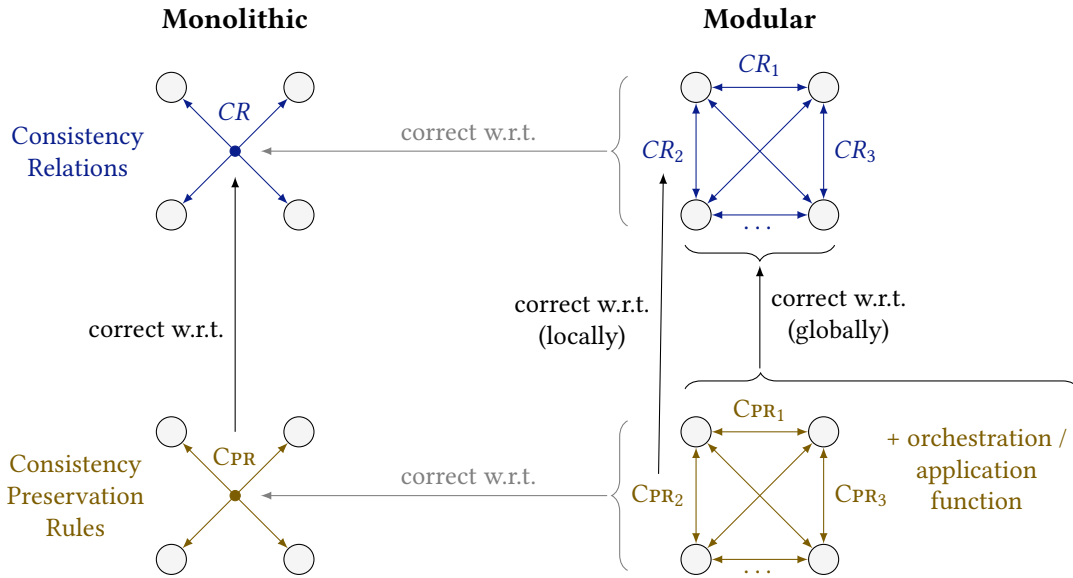 Monolithic
Modular
Consistency
Relations
CR
correct w.r.t.
CR₁
CR₂
CR₃
. . .
correct w.r.t.
correct w.r.t.
(locally)
correct w.r.t.
(globally)
Consistency
Preservation
Rules
CPR
correct w.r.t.
CPR₁
CPR₂
CPR₃
. . .
+ orchestration /
application
function